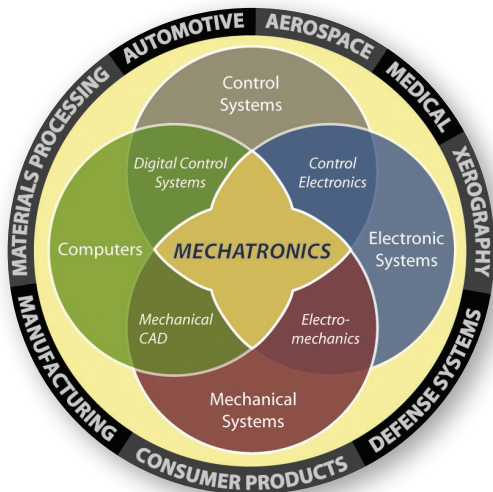 AUTOMOTIVE
AEROSPACE
MEDICAL
XEROGRAPHY
DEFENSE SYSTEMS
CONSUMER PRODUCTS
MANUFACTURING
MATERIALS PROCESSING
Control
Systems
Digital Control
Systems
Control
Electronics
Computers
MECHATRONICS
Electronic
Systems
Mechanical
CAD
Electro-
mechanics
Mechanical
Systems